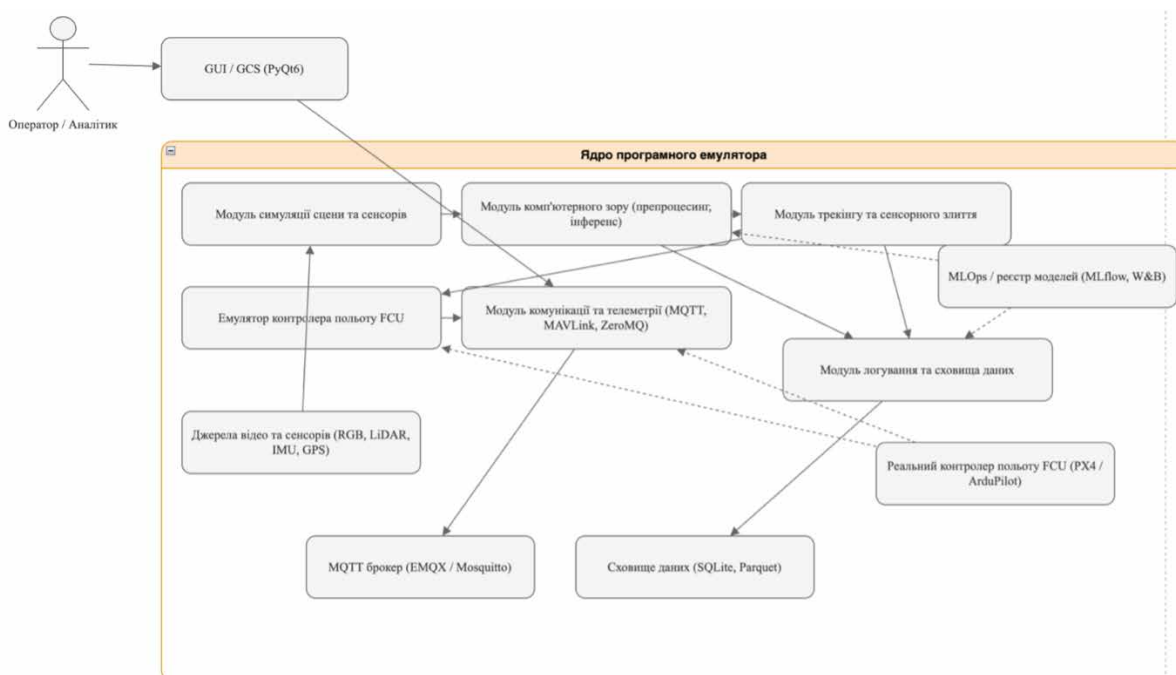 GUI / GCS (PyQt6)
Оператор / Аналітик
Ядро програмного емулятора
Модуль симуляції сцени та сенсорів
Модуль комп'ютерного зору (препроцесинг,
інференс)
Модуль трекінгу та сенсорного злиття
MLOps / реєстр моделей (MLflow, W&B)
Емулятор контролера польоту FCU
Модуль комунікації та телеметрії (MQTT,
MAVLink, ZeroMQ)
Модуль логування та сховища даних
Джерела відео та сенсорів (RGB, LiDAR,
IMU, GPS)
Реальний контролер польоту FCU (PX4 /
ArduPilot)
MQTT брокер (EMQX / Mosquitto)
Сховище даних (SQLite, Parquet)